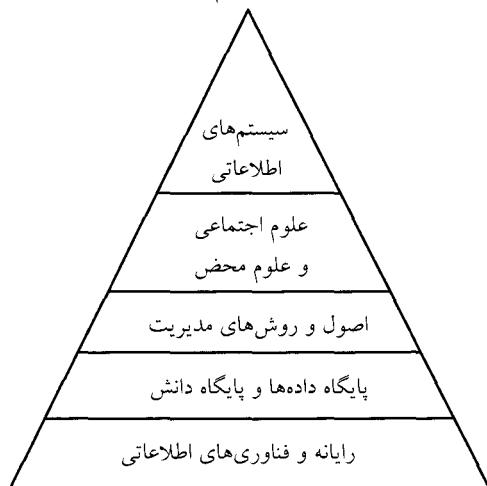 سیستم‌های
اطلاعاتی
علوم اجتماعی
و علوم محض
اصول و روش‌های مدیریت
پایگاه داده‌ها و پایگاه دانش
رایانه و فناوری‌های اطلاعاتی